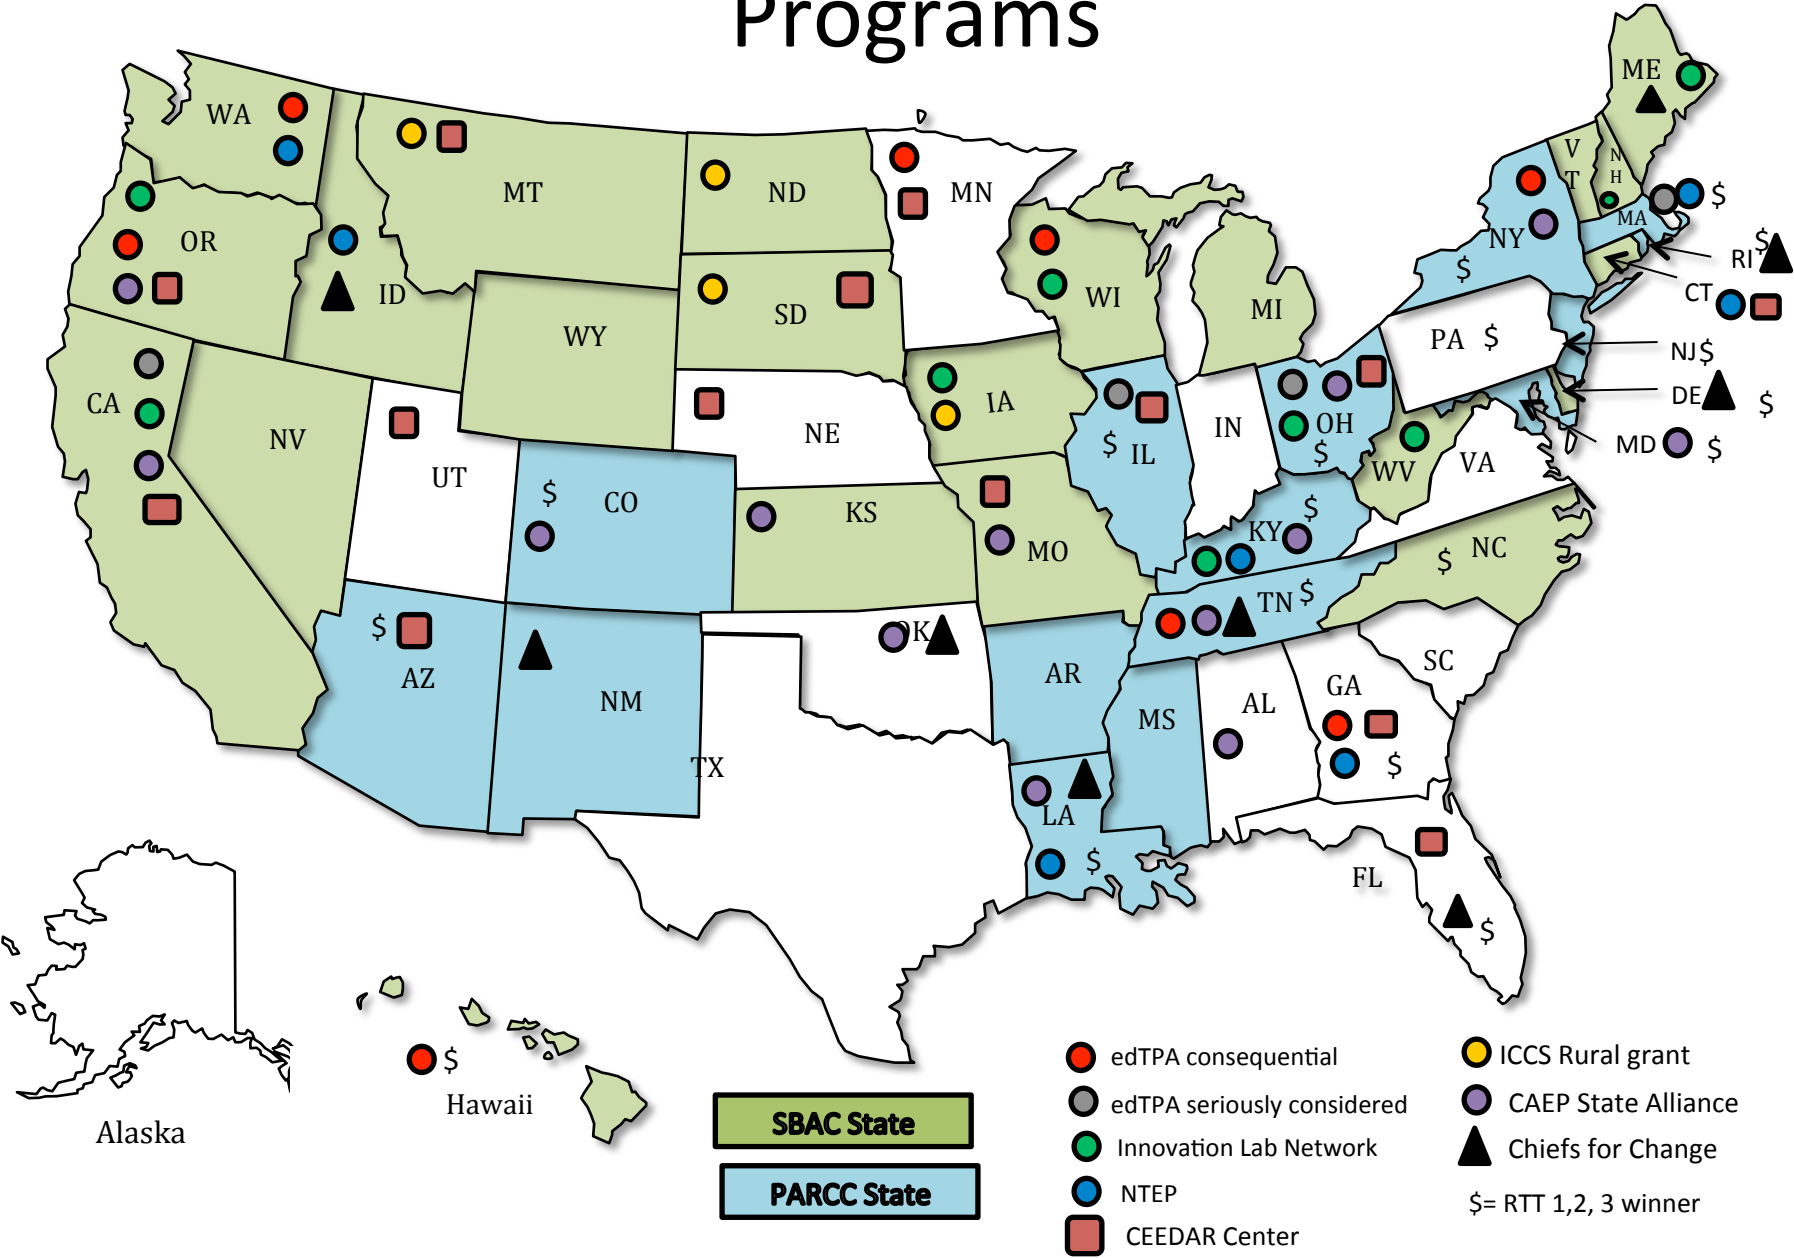 Programs
ME
WA
V
T
N
H
MT
ND
MN
MA
$
OR
NY
$
RI
$
ID
WI
CT
SD
MI
WY
PA $
NJ$
DE
$
CA
IA
NV
NE
IN
OH
$
MD
$
UT
$
IL
WV
VA
$
CO
KS
MO
KY
$
$
NC
TN
$
$
AZ
OK
NM
AR
SC
MS
AL
GA
$
TX
LA
$
FL
$
$
Hawaii
Alaska
SBAC State
PARCC State
edTPA consequential
edTPA seriously considered
Innovation Lab Network
NTEP
CEEDAR Center
ICCS Rural grant
CAEP State Alliance
Chiefs for Change
$= RTT 1,2, 3 winner